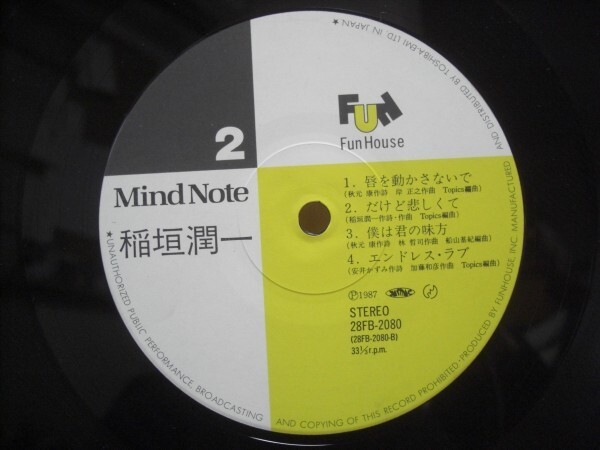 2
Mind Note
稲垣潤一
Fun
Fun House
1. 唇を動かさないで
(秋元 康作詩 岸 正之作曲 Topics編曲)
2. だけど悲しくて
(稲垣潤一作詩・作曲 Topics編曲)
3. 僕は君の味方
(秋元 康作詩 林 哲司作曲 船山基紀編曲)
4. エンドレス・ラブ
(安井かずみ作詩 加藤和彦作曲 Topics編曲)
Ⓟ1987
STEREO
28FB-2080
(28FB-2080-B)
33⅓r.p.m.
★UNAUTHORIZED PUBLIC PERFORMANCE, BROADCASTING AND COPYING OF THIS RECORD PROHIBITED・PRODUCED BY FUNHOUSE, INC. MANUFACTURED AND DISTRIBUTED BY TOSHIBA-EMI LTD IN JAPAN.★